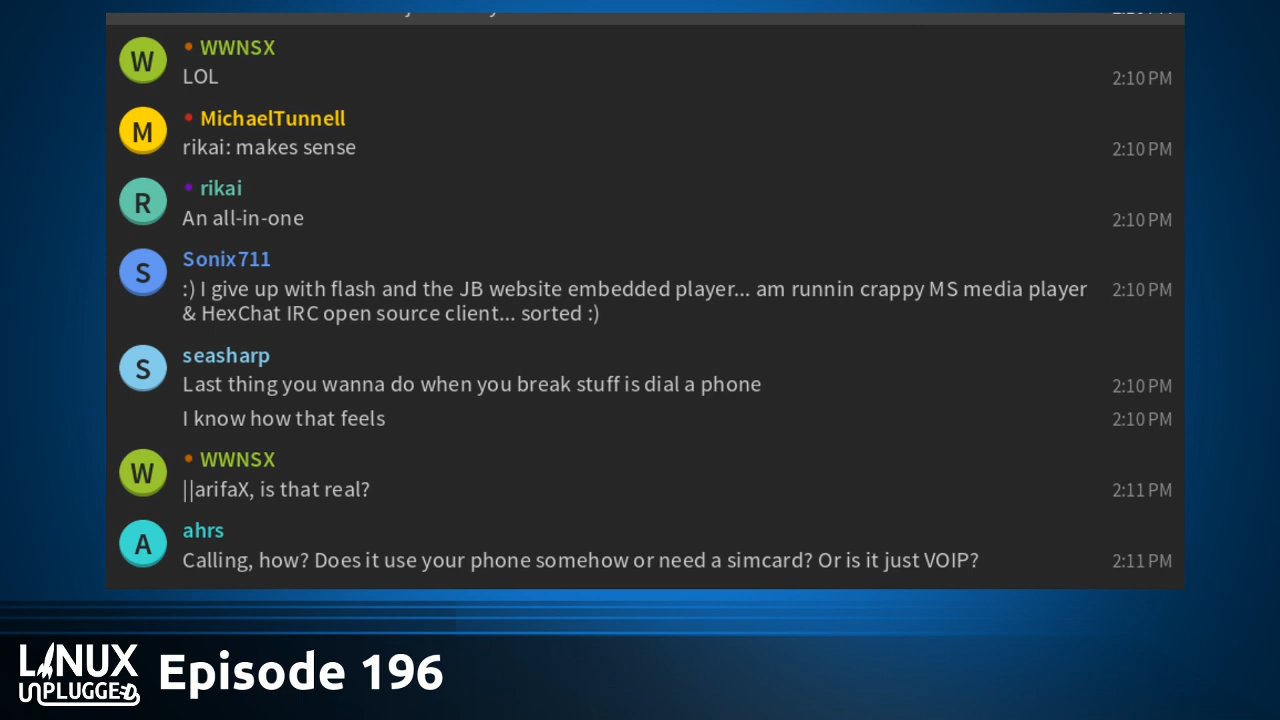 W
WWNSX
LOL
2:10 PM
M
MichaelTunnell
rikai: makes sense
2:10 PM
R
rikai
An all-in-one
2:10 PM
S
Sonix711
:) I give up with flash and the JB website embedded player... am runnin crappy MS media player
2:10 PM
& HexChat IRC open source client... sorted :)
S
seasharp
Last thing you wanna do when you break stuff is dial a phone
2:10 PM
I know how that feels
2:10 PM
W
WWNSX
||arifaX, is that real?
2:11 PM
A
ahrs
Calling, how? Does it use your phone somehow or need a simcard? Or is it just VOIP?
2:11 PM
LINUX
UNPLUGGED
Episode 196